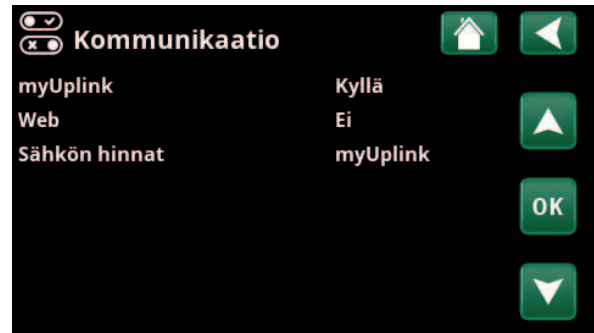 Kommunikaatio
myUplink Kyllä
Web Ei
Sähkön hinnat myUplink
OK